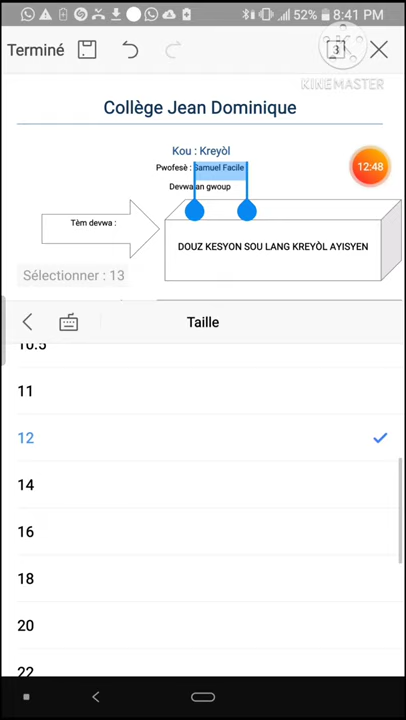 52% 8:41 PM
Terminé
3
KINEMASTER
Collège Jean Dominique
Kou : Kreyòl
Pwofesè : Samuel Facile
12:48
Devwa an gwoup
Tèm devwa :
DOUZ KESYON SOU LANG KREYÒL AYISYEN
Sélectionner : 13
Taille
10.5
11
12
14
16
18
20
22